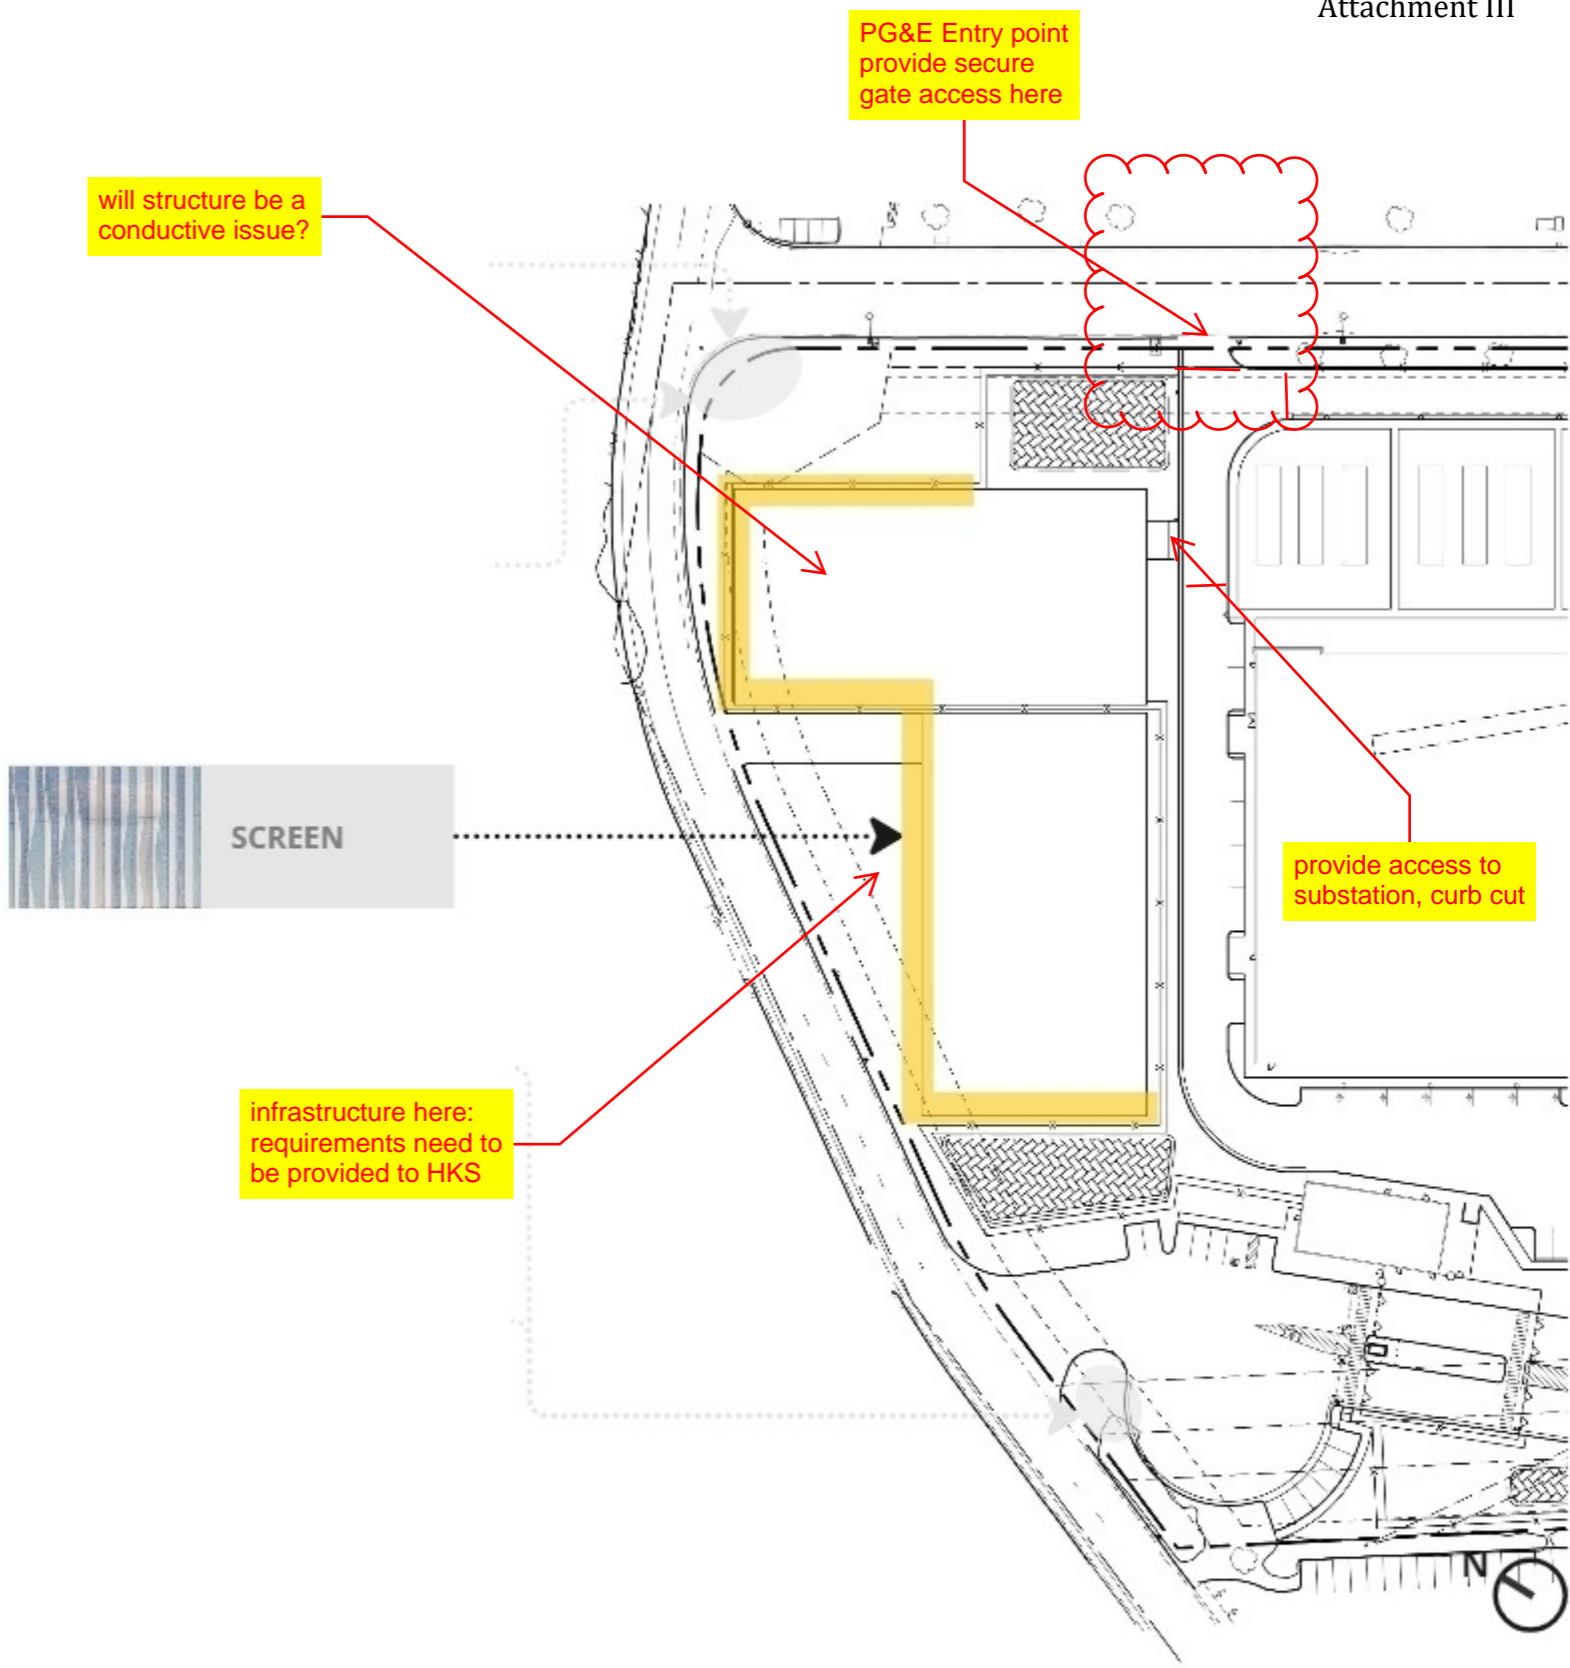 Attachment III
PG&E Entry point
provide secure
gate access here
will structure be a
conductive issue?
SCREEN
provide access to
substation, curb cut
infrastructure here:
requirements need to
be provided to HKS
N